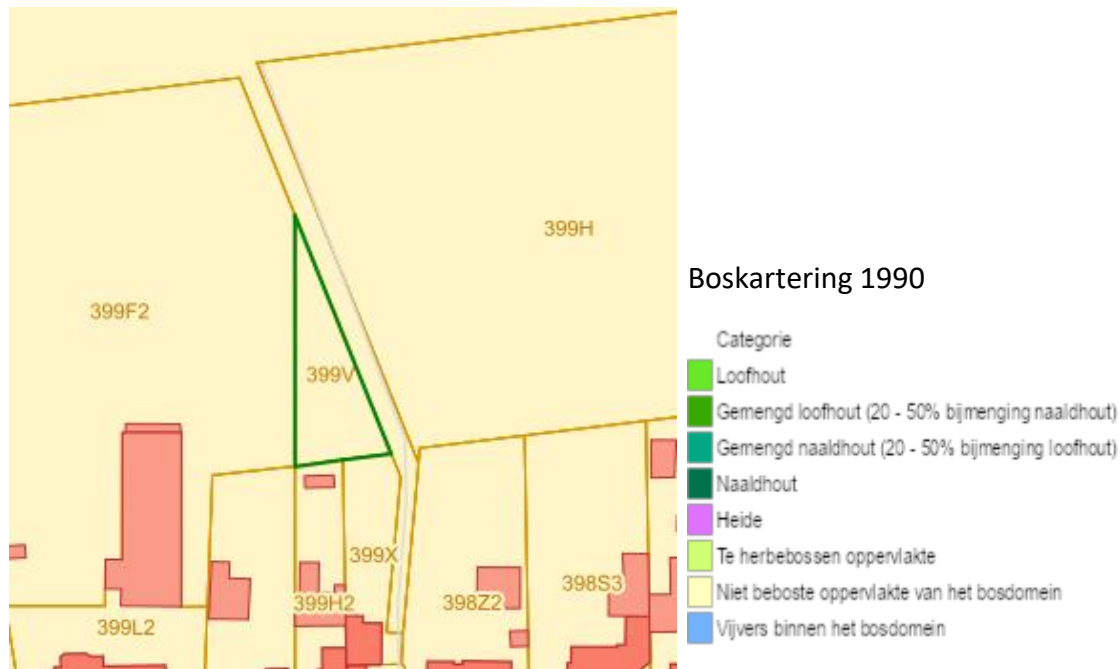 399H
399F2
399V
399X
399H2
398Z2
398S3
399L2
Boskartering 1990
Categorie
Loofhout
Gemengd loofhout (20 - 50% bijmenging naaldhout)
Gemengd naaldhout (20 - 50% bijmenging loofhout)
Naaldhout
Heide
Te herbebossen oppervlakte
Niet beboste oppervlakte van het bosdomein
Vijvers binnen het bosdomein